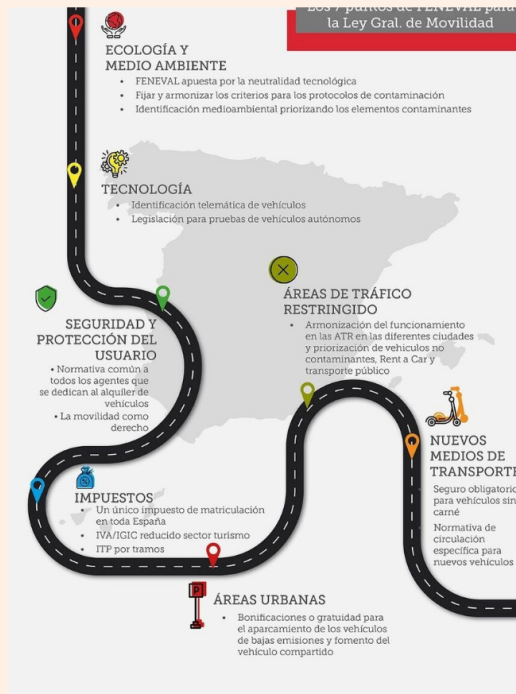 Los 7 puntos de FENEVAL para
la Ley Gral. de Movilidad
ECOLOGÍA Y
MEDIO AMBIENTE
• FENEVAL apuesta por la neutralidad tecnológica
• Fijar y armonizar los criterios para los protocolos de contaminación
• Identificación medioambiental priorizando los elementos contaminantes
TECNOLOGÍA
• Identificación telemática de vehículos
• Legislación para pruebas de vehículos autónomos
SEGURIDAD Y
PROTECCIÓN DEL
USUARIO
• Normativa común a
todos los agentes que
se dedican al alquiler de
vehículos
• La movilidad como
derecho
ÁREAS DE TRÁFICO
RESTRINGIDO
• Armonización del funcionamiento
en las ATR en las diferentes ciudades
y priorización de vehículos no
contaminantes, Rent a Car y
transporte público
IMPUESTOS
• Un único impuesto de matriculación
en toda España
• IVA/IGIC reducido sector turismo
• ITP por tramos
NUEVOS
MEDIOS DE
TRANSPORTE
Seguro obligatorio
para vehículos sin
carné
Normativa de
circulación
específica para
nuevos vehículos
P
ÁREAS URBANAS
• Bonificaciones o gratuidad para
el aparcamiento de los vehículos
de bajas emisiones y fomento del
vehículo compartido